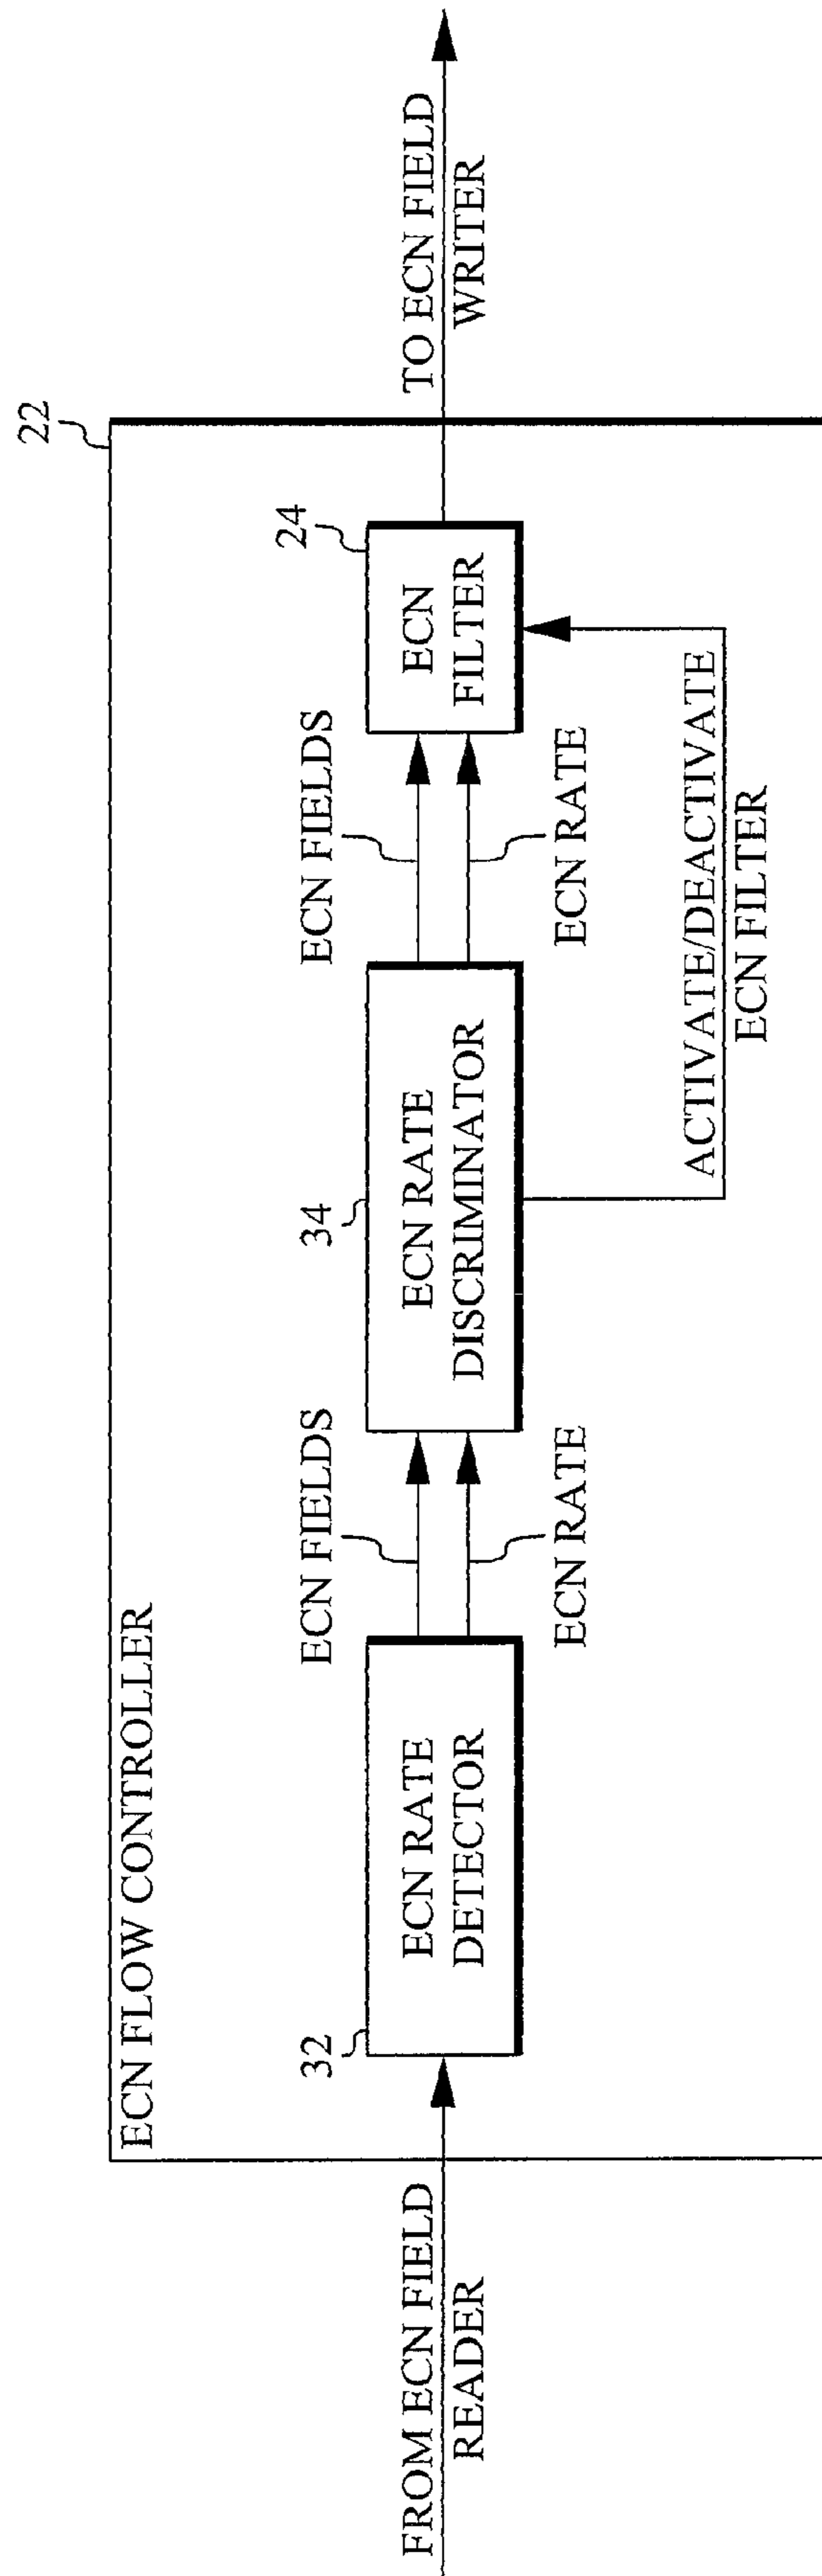 22
ECN FLOW CONTROLLER
FROM ECN FIELD
READER
32
ECN RATE
DETECTOR
ECN FIELDS
ECN RATE
34
ECN RATE
DISCRIMINATOR
ECN FIELDS
ECN RATE
ACTIVATE/DEACTIVATE
ECN FILTER
24
ECN
FILTER
TO ECN FIELD
WRITER